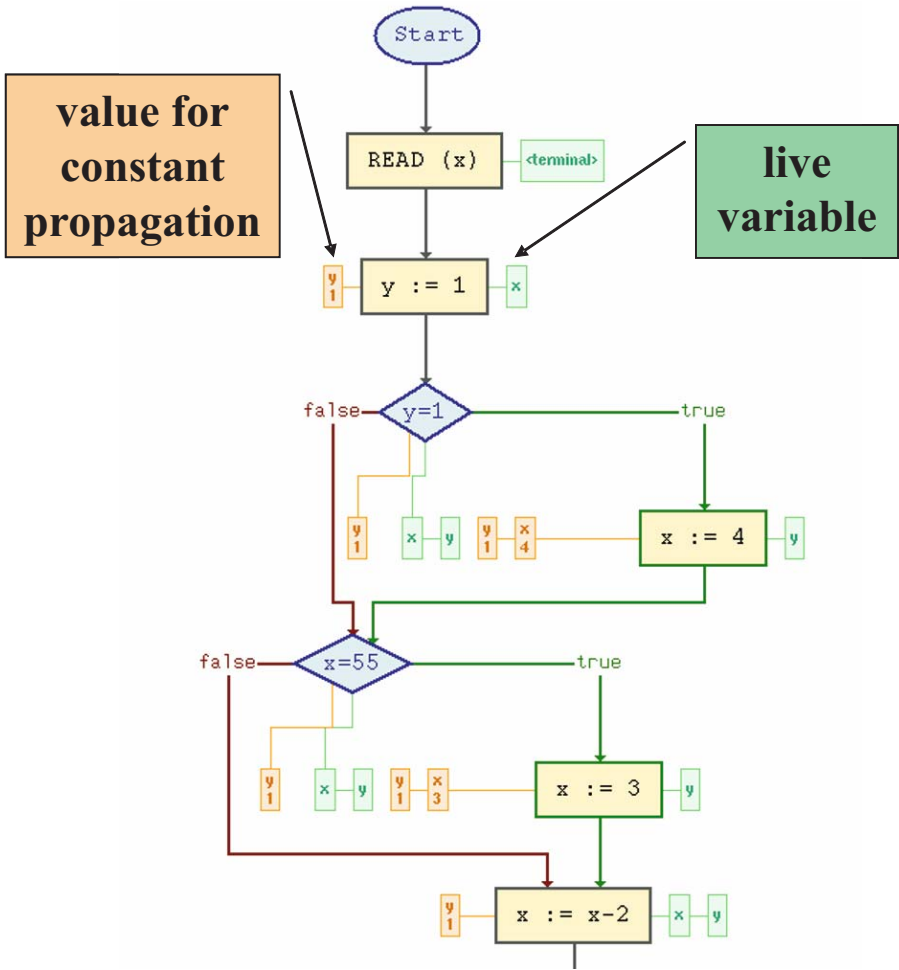 Start
value for
constant
propagation
READ (x)
<terminal>
live
variable
y
1
y := 1
x
false
y=1
true
y
1
x
y
y
1
x
4
x := 4
y
false
x=55
true
y
1
x
y
y
1
x
3
x := 3
y
y
1
x := x-2
x
y